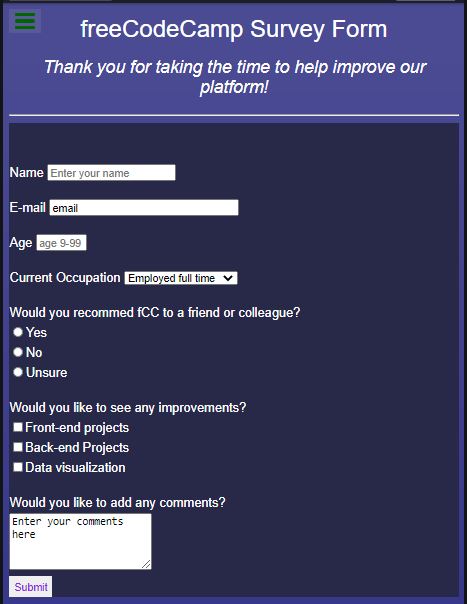 freeCodeCamp Survey Form
Thank you for taking the time to help improve our
platform!
Name Enter your name
E-mail email
Age age 9-99
Current Occupation Employed full time
Would you recommed fCC to a friend or colleague?
Yes
No
Unsure
Would you like to see any improvements?
Front-end projects
Back-end Projects
Data visualization
Would you like to add any comments?
Enter your comments
here
Submit